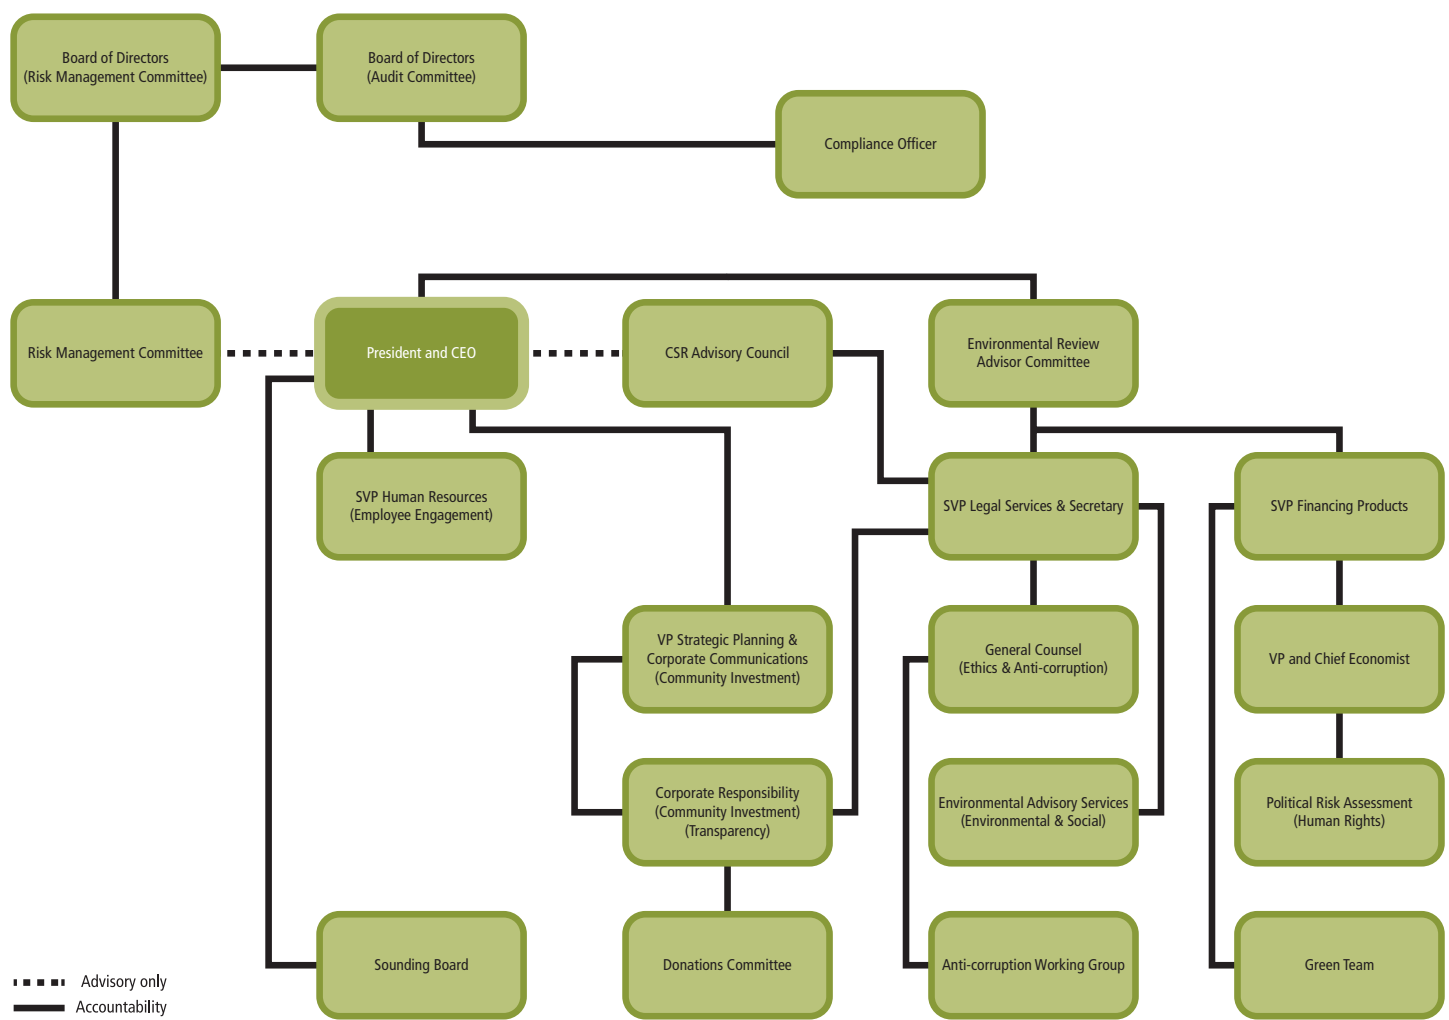 Board of Directors
(Risk Management Committee)
Board of Directors
(Audit Committee)
Compliance Officer
Risk Management Committee
President and CEO
CSR Advisory Council
Environmental Review
Advisor Committee
SVP Human Resources
(Employee Engagement)
SVP Legal Services & Secretary
SVP Financing Products
VP Strategic Planning &
Corporate Communications
(Community Investment)
General Counsel
(Ethics & Anti-corruption)
VP and Chief Economist
Corporate Responsibility
(Community Investment)
(Transparency)
Environmental Advisory Services
(Environmental & Social)
Political Risk Assessment
(Human Rights)
Sounding Board
Donations Committee
Anti-corruption Working Group
Green Team
Advisory only
Accountability